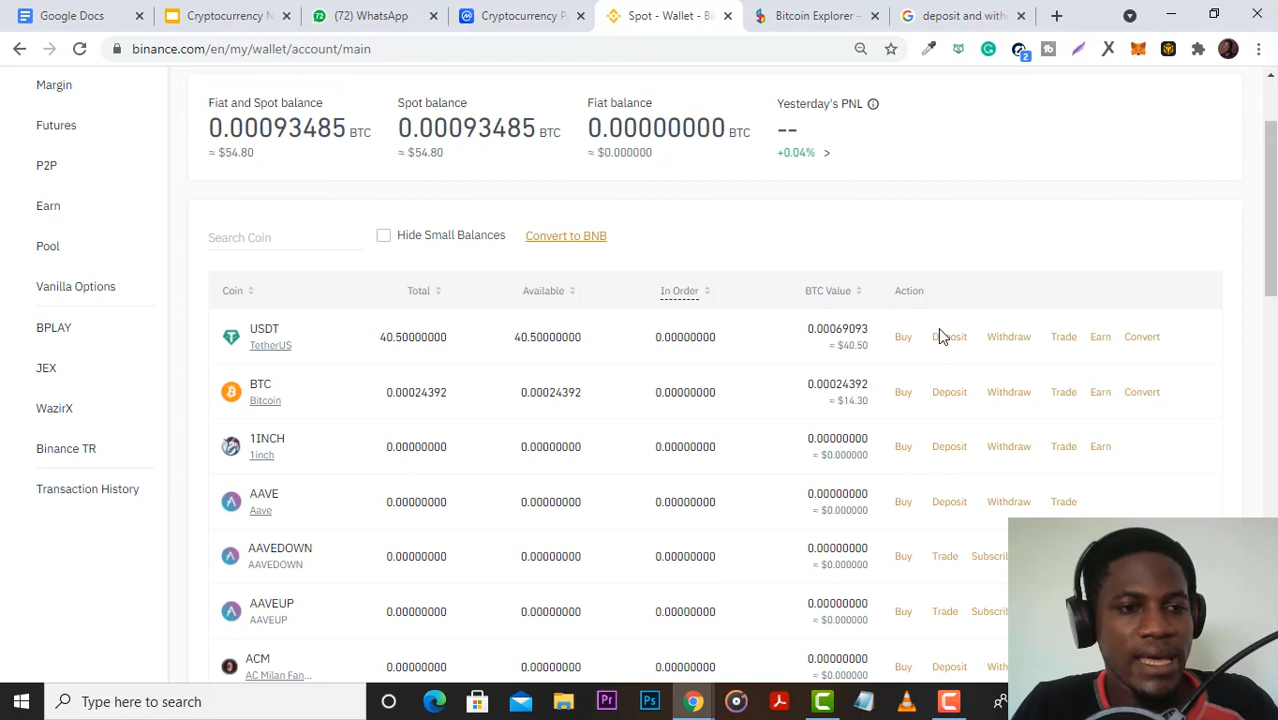 Google Docs
Cryptocurrency N
(72) WhatsApp
Cryptocurrency P
Spot - Wallet - Bi
Bitcoin Explorer –
deposit and with
binance.com/en/my/wallet/account/main
2
Margin
Futures
P2P
Earn
Pool
Vanilla Options
BPLAY
JEX
WazirX
Binance TR
Transaction History
Fiat and Spot balance
Spot balance
Fiat balance
Yesterday's PNL
0.00093485 BTC
0.00093485 BTC
0.00000000 BTC
--
≈ $54.80
≈ $54.80
≈ $0.000000
+0.04% >
Search Coin
Hide Small Balances
Convert to BNB
Coin Total Available In Order BTC Value Action
USDT
TetherUS
40.50000000 40.50000000 0.00000000
0.00069093
≈ $40.50
Buy Deposit Withdraw Trade Earn Convert
BTC
Bitcoin
0.00024392 0.00024392 0.00000000
0.00024392
≈ $14.30
Buy Deposit Withdraw Trade Earn Convert
1INCH
1inch
0.00000000 0.00000000 0.00000000
0.00000000
≈ $0.000000
Buy Deposit Withdraw Trade Earn
AAVE
Aave
0.00000000 0.00000000 0.00000000
0.00000000
≈ $0.000000
Buy Deposit Withdraw Trade
AAVEDOWN
AAVEDOWN
0.00000000 0.00000000 0.00000000
0.00000000
≈ $0.000000
Buy Trade Subscrib
AAVEUP
AAVEUP
0.00000000 0.00000000 0.00000000
0.00000000
≈ $0.000000
Buy Trade Subscrib
ACM
AC Milan Fan...
0.00000000 0.00000000 0.00000000
0.00000000
≈ $0.000000
Buy Deposit With
Type here to search
Pr
Ps